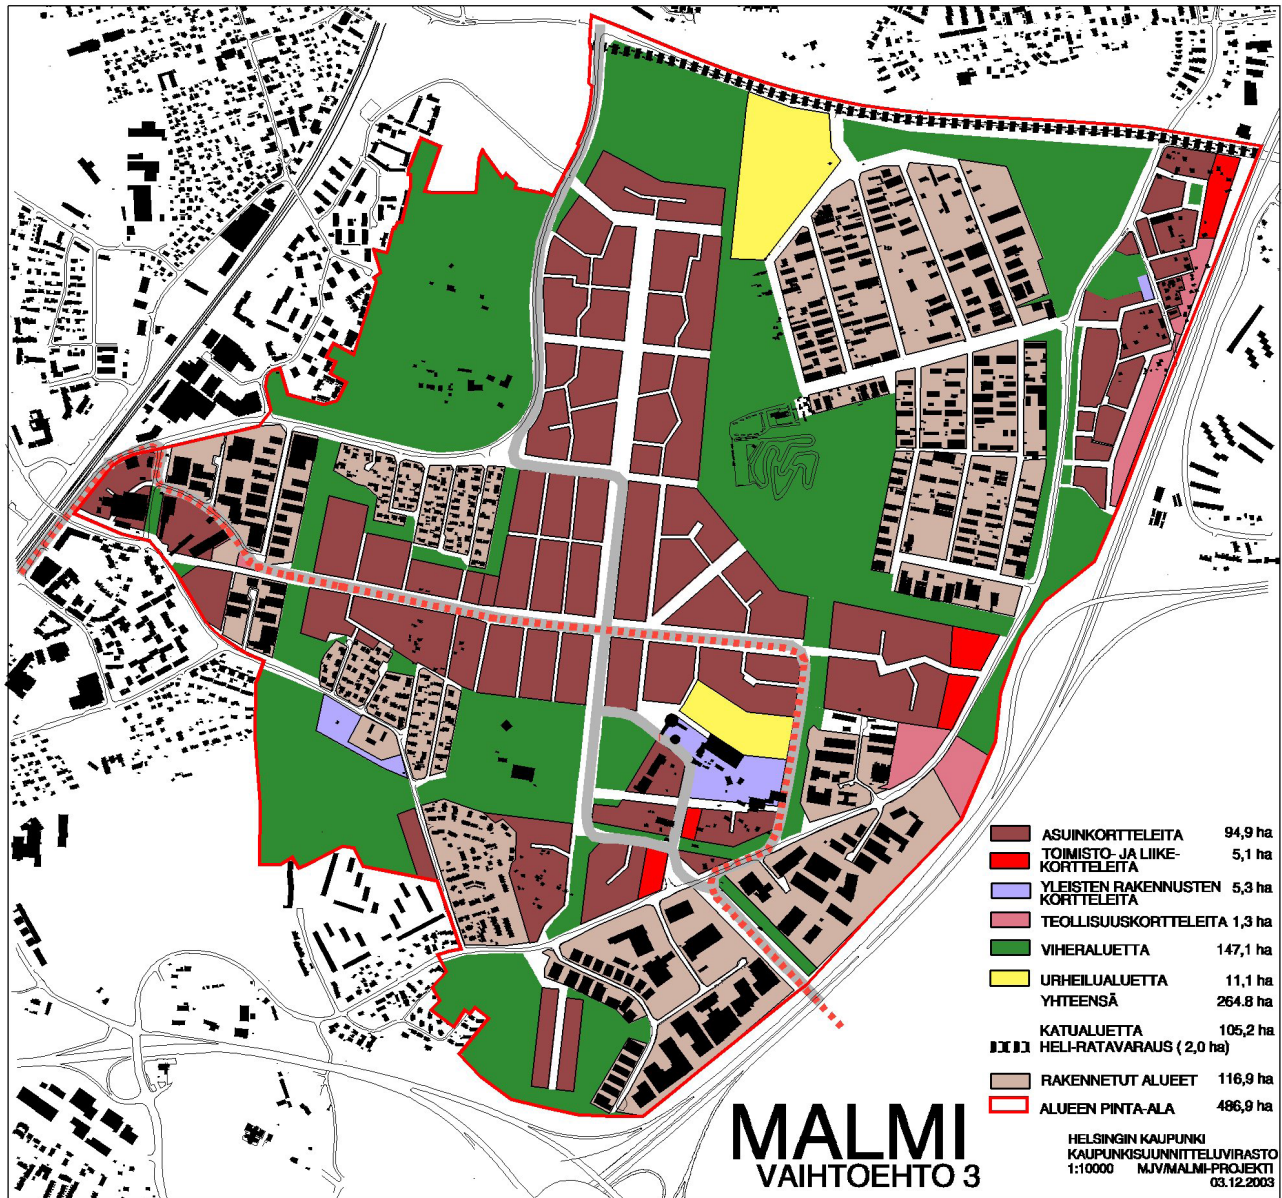 ASUINKORTTELEITA 94,9 ha
TOIMISTO- JA LIIKE-
KORTTELEITA 5,1 ha
YLEISTEN RAKENNUSTEN 5,3 ha
KORTTELEITA
TEOLLISUUSKORTTELEITA 1,3 ha
VIHERALUETTA 147,1 ha
URHEILUALUETTA 11,1 ha
YHTEENSÄ 264.8 ha
KATUALUETTA 105,2 ha
HELI-RATAVARAUS ( 2,0 ha)
RAKENNETUT ALUEET 116,9 ha
ALUEEN PINTA-ALA 486,9 ha
MALMI
VAIHTOEHTO 3
HELSINGIN KAUPUNKI
KAUPUNKISUUNNITTELUVIRASTO
1:10000 MJV/MALMI-PROJEKTI
03.12.2003